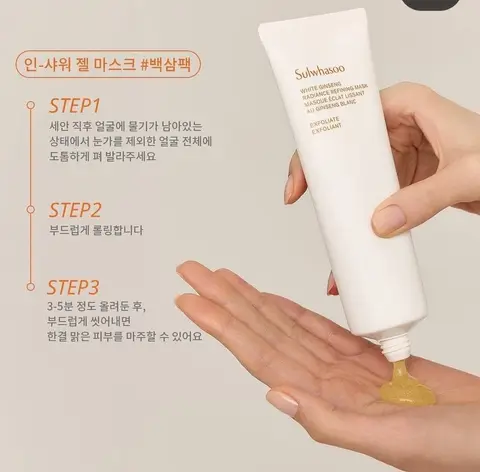 인-샤워 젤 마스크 #백삼팩
STEP1
세안 직후 얼굴에 물기가 남아있는
상태에서 눈가를 제외한 얼굴 전체에
도톰하게 펴 발라주세요
STEP2
부드럽게 롤링합니다
STEP3
3-5분 정도 올려둔 후,
부드럽게 씻어내면
한결 맑은 피부를 마주할 수 있어요
Sulwhasoo
WHITE GINSENG
RADIANCE REFINING MASK
MASQUE ÉCLAT LISSANT
AU GINSENG BLANC
EXFOLIATE
EXFOLIANT